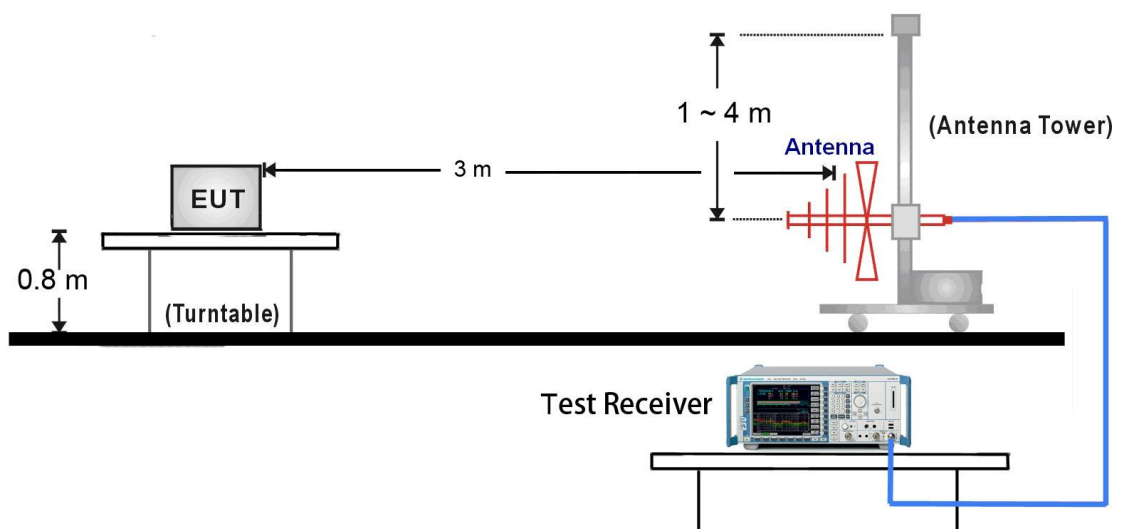 1 ~ 4 m
(Antenna Tower)
Antenna
3 m
EUT
0.8 m
(Turntable)
Test Receiver